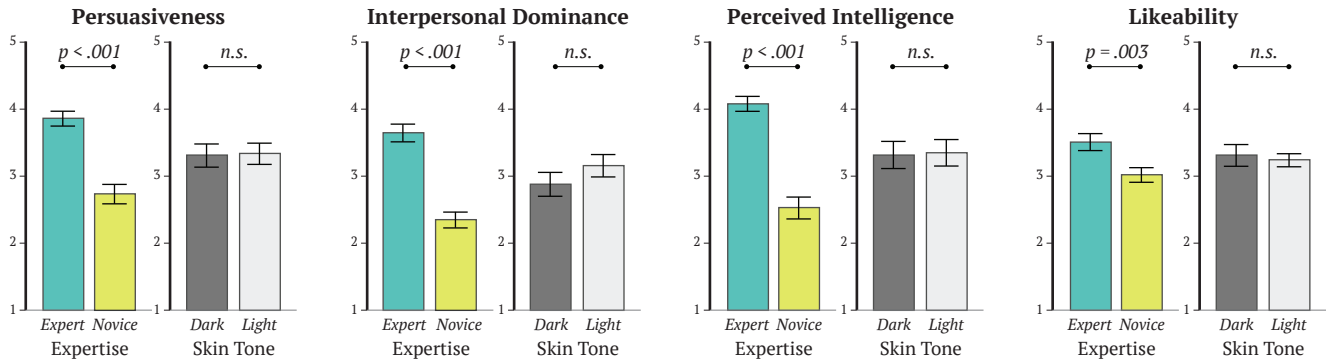 Persuasiveness
Interpersonal Dominance
Perceived Intelligence
Likeability
5 p < .001 5 n.s. 5 p < .001 5 n.s. 5 p < .001 5 n.s. 5 p = .003 5 n.s.
4 4 4 4 4 4 4 4
3 3 3 3 3 3 3 3
2 2 2 2 2 2 2 2
1 1 1 1 1 1 1 1
Expert Novice Dark Light Expert Novice Dark Light Expert Novice Dark Light Expert Novice Dark Light
Expertise Skin Tone Expertise Skin Tone Expertise Skin Tone Expertise Skin Tone